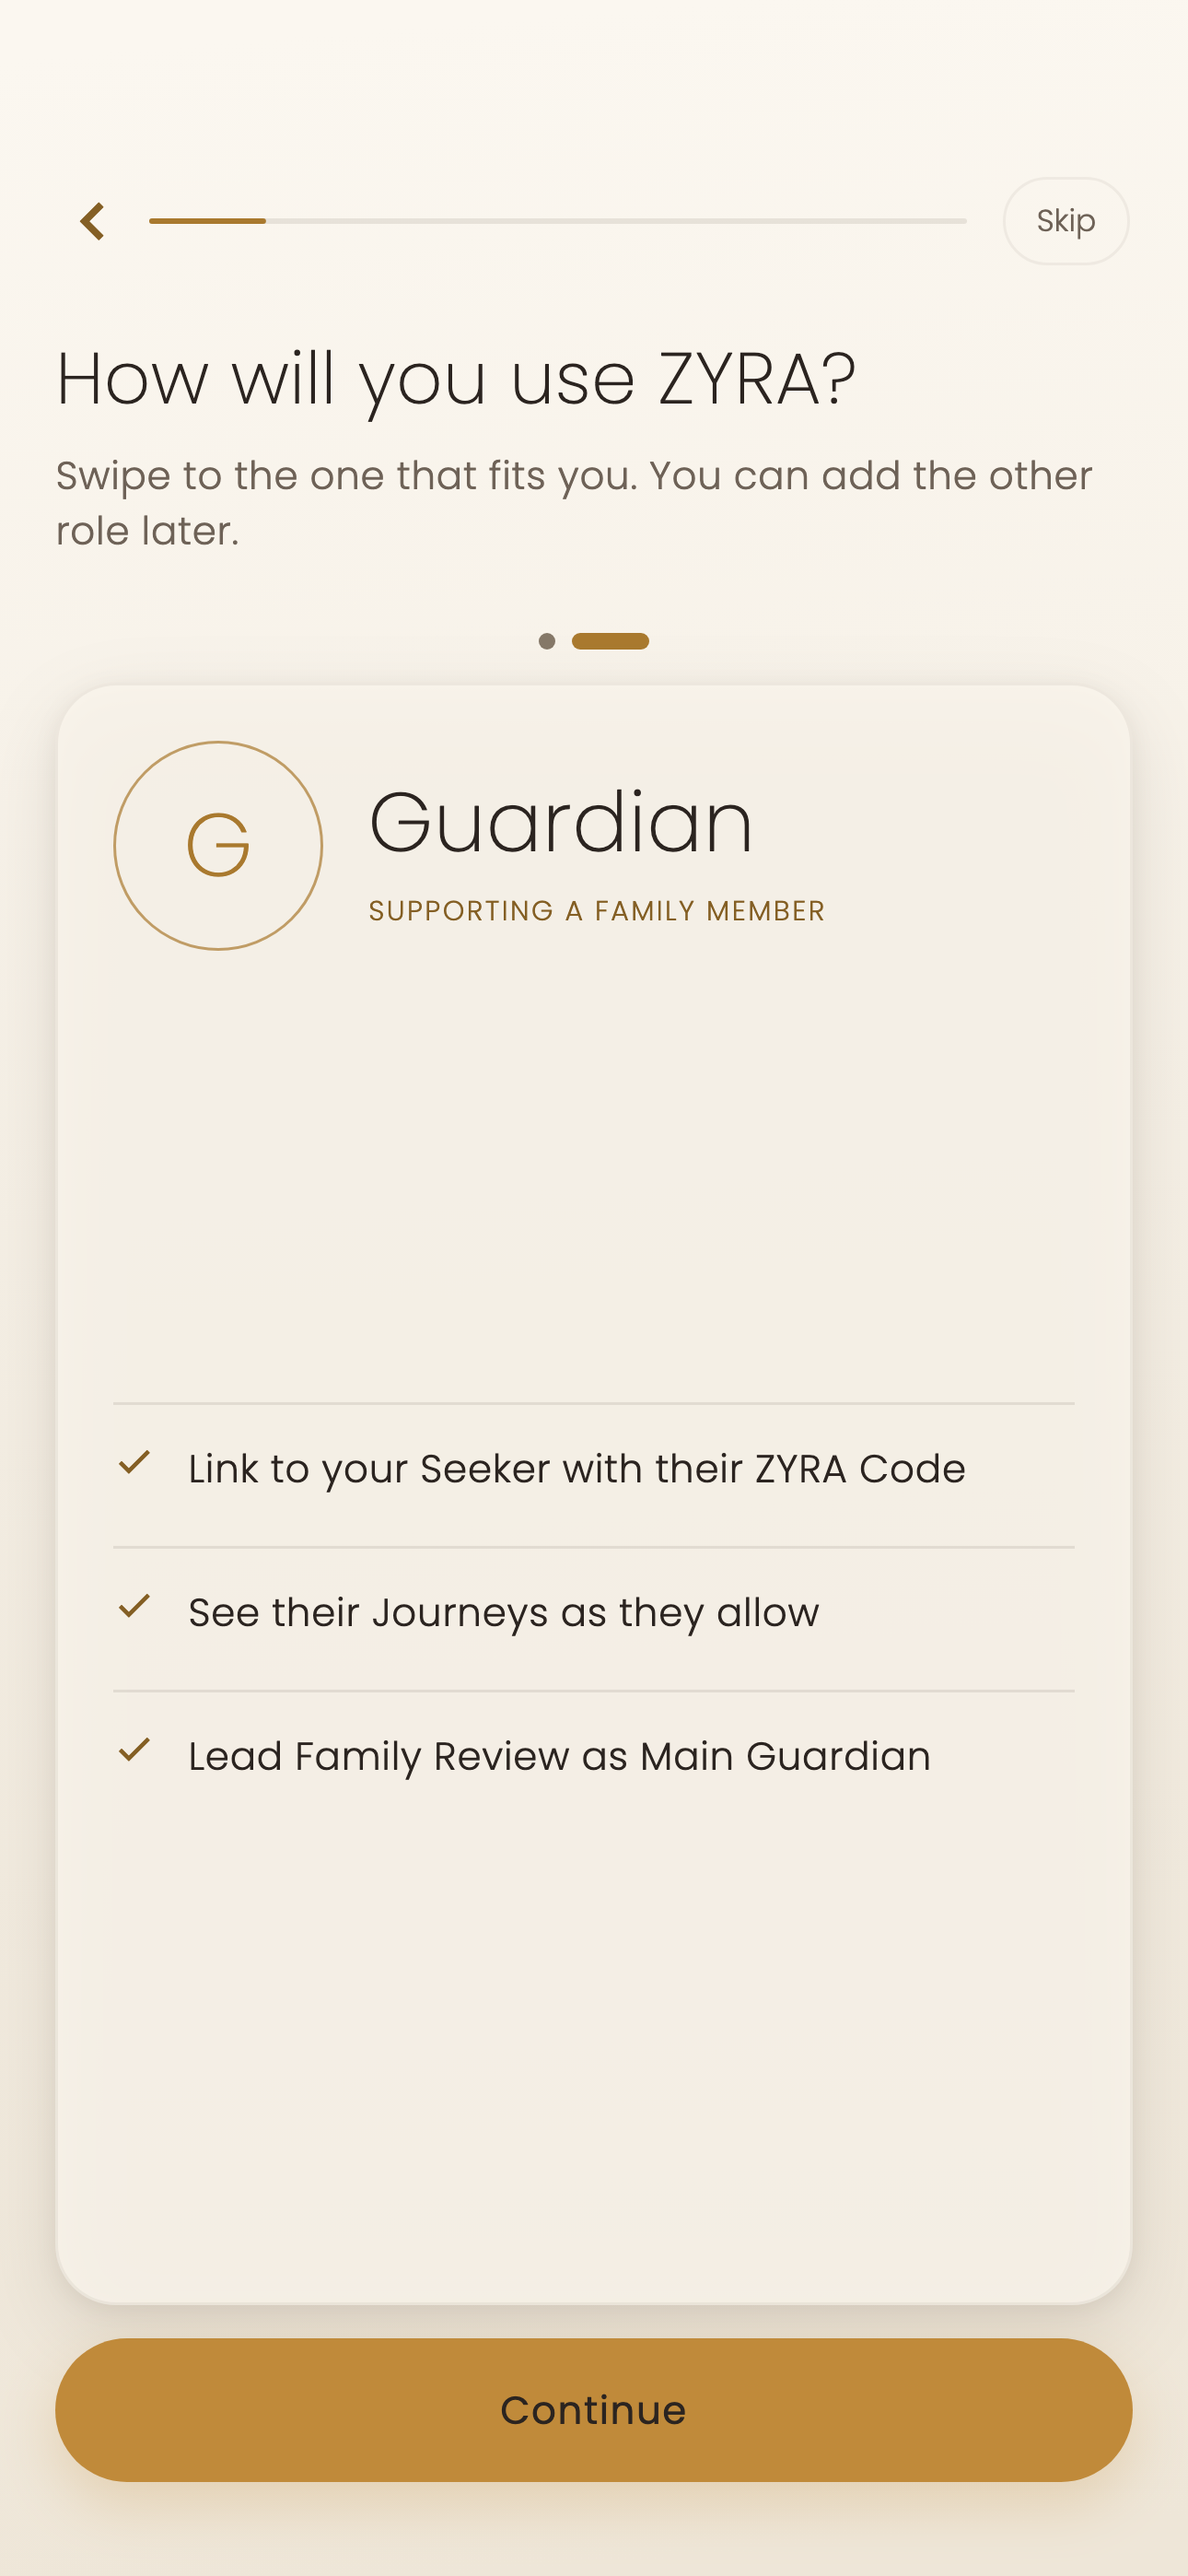 Skip
How will you use ZYRA?
Swipe to the one that fits you. You can add the other
role later.
G
Guardian
SUPPORTING A FAMILY MEMBER
Link to your Seeker with their ZYRA Code
See their Journeys as they allow
Lead Family Review as Main Guardian
Continue